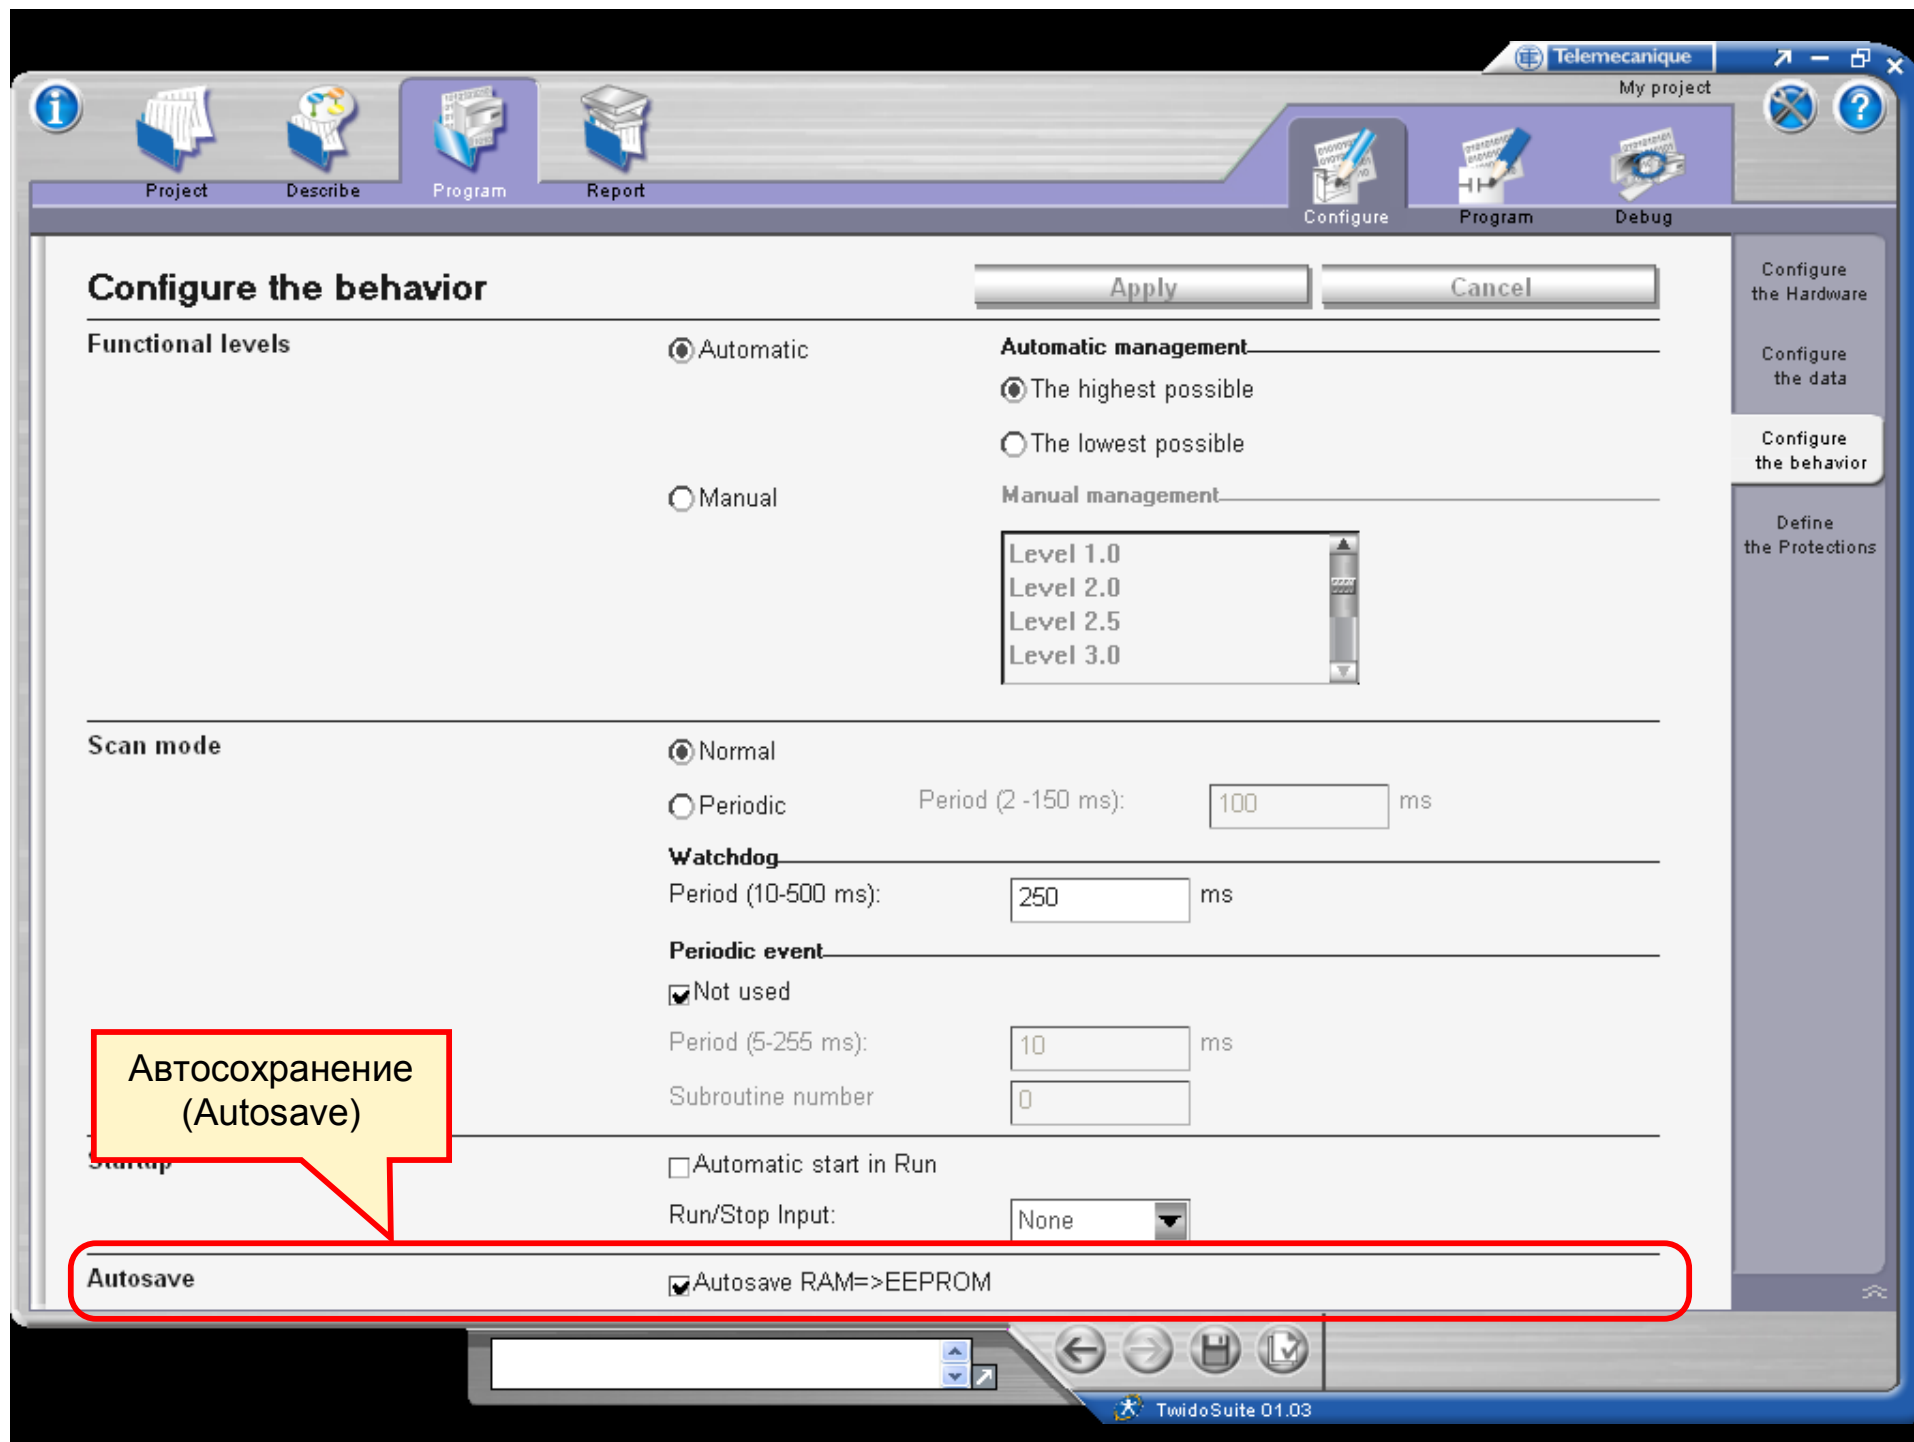 Telemecanique
My project
Project
Describe
Program
Report
Configure
Program
Debug
Configure the behavior
Apply
Cancel
Configure
the Hardware
Configure
the data
Configure
the behavior
Define
the Protections
Functional levels
Automatic
Automatic management
The highest possible
The lowest possible
Manual
Manual management
Level 1.0
Level 2.0
Level 2.5
Level 3.0
Scan mode
Normal
Periodic
Period (2 -150 ms):
100
ms
Watchdog
Period (10-500 ms):
250
ms
Periodic event
Not used
Period (5-255 ms):
10
ms
Subroutine number
0
Автосохранение
(Autosave)
Startup
Automatic start in Run
Run/Stop Input:
None
Autosave
Autosave RAM=>EEPROM
TwidoSuite 01.03